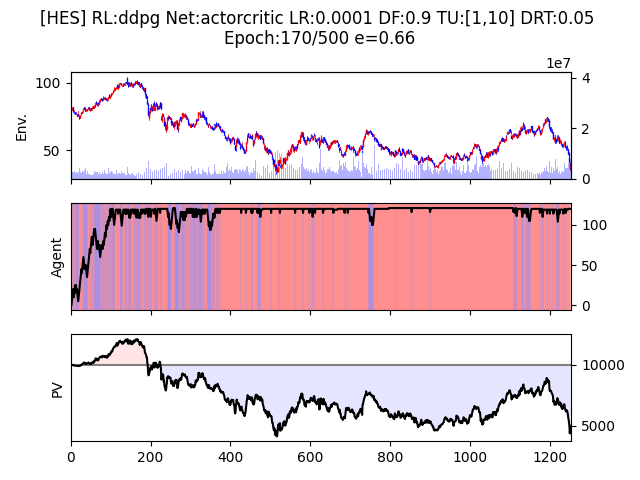 [HES] RL:ddpg Net:actorcritic LR:0.0001 DF:0.9 TU:[1,10] DRT:0.05
Epoch:170/500 e=0.66
1e7
100
50
Env.
4
2
0
Agent
100
50
0
PV
10000
5000
0 200 400 600 800 1000 1200